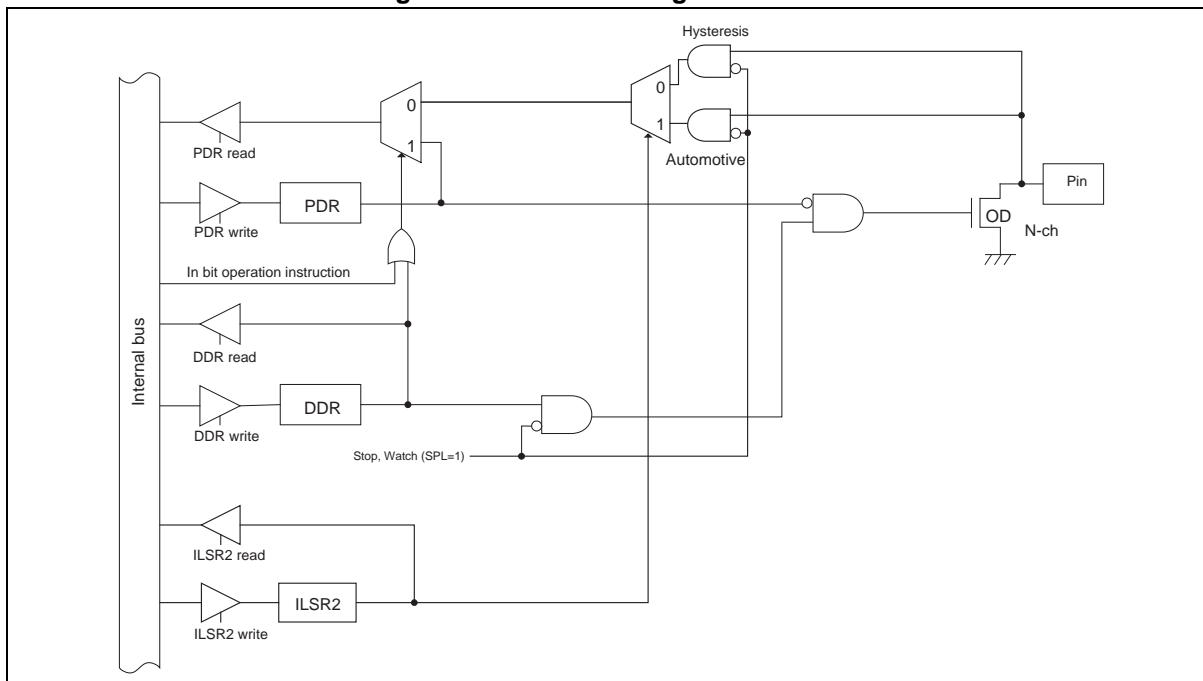 Hysteresis
0
1
Automotive
0
1
PDR read
PDR
PDR write
Pin
OD
N-ch
In bit operation instruction
Internal bus
DDR read
DDR
DDR write
Stop, Watch (SPL=1)
ILSR2 read
ILSR2
ILSR2 write